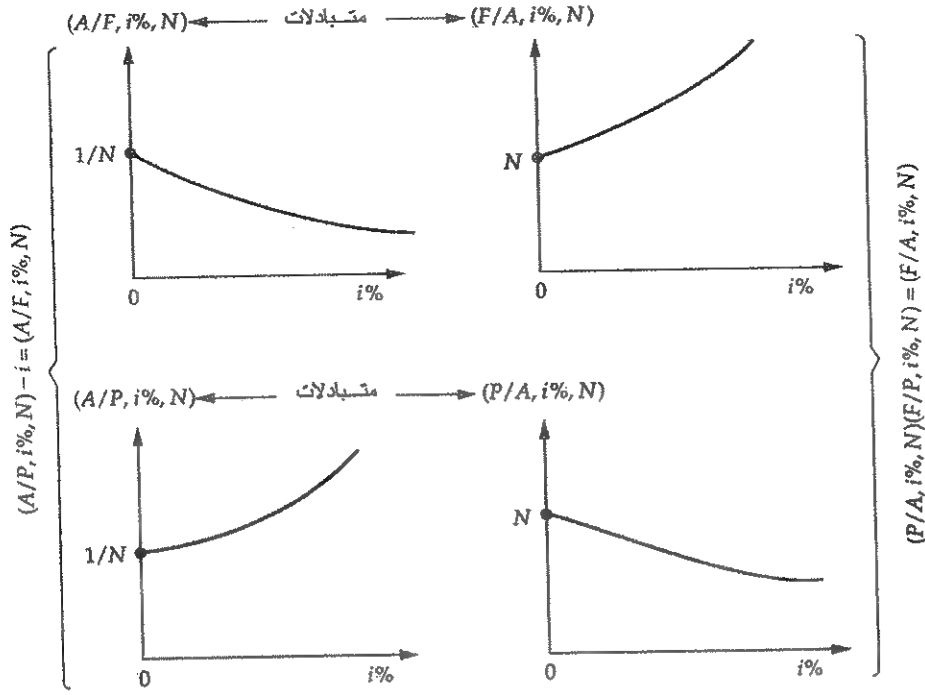 (A/F, i%, N) متبادلات (F/A, i%, N)
1/N
0
i%
N
0
i%
(A/P, i%, N) متبادلات (P/A, i%, N)
1/N
0
i%
N
0
i%
(A/P, i%, N) – i = (A/F, i%, N)
(P/A, i%, N)(F/P, i%, N) = (F/A, i%, N)